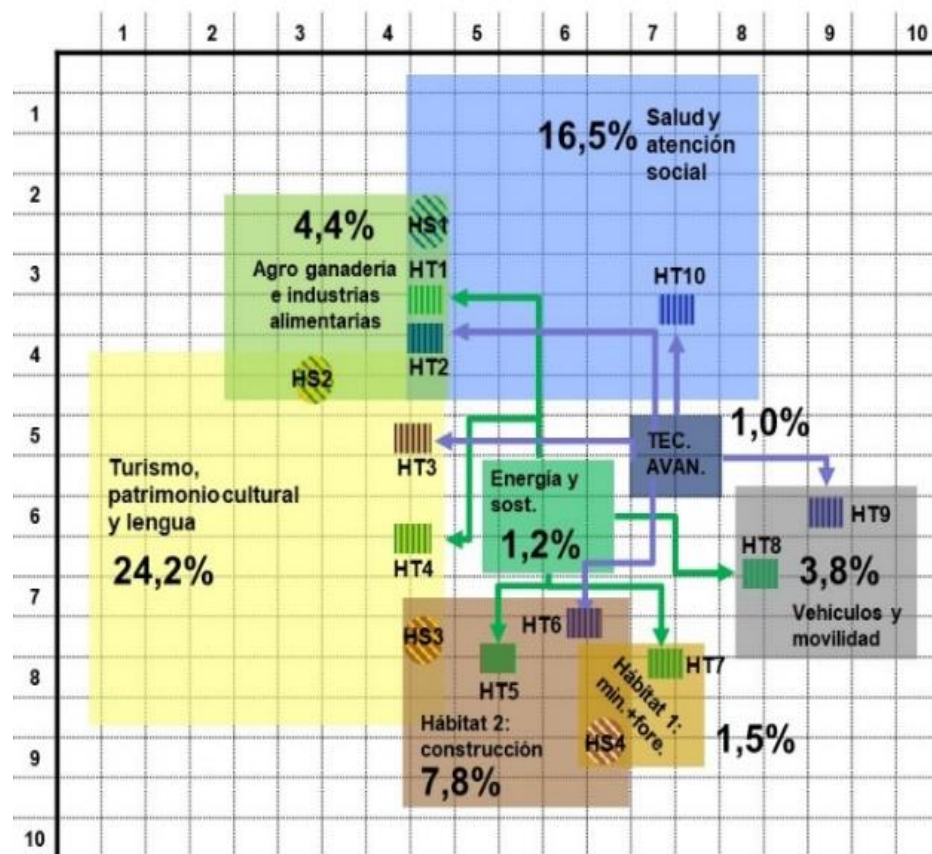 1 2 3 4 5 6 7 8 9 10
1
2
3
4
5
6
7
8
9
10
16,5%
Salud y
atención
social
HS1
4,4%
Agro ganadería
e industrias
alimentarias
HT1
HT2
HT10
HS2
TEC.
AVAN.
1,0%
HT3
Turismo,
patrimonio cultural
y lengua
24,2%
Energía y
sost.
1,2%
HT4
HT9
HT8
3,8%
Vehículos y
movilidad
HS3
HT6
HT5
HT7
Hábitat 2:
construcción
7,8%
Hábitat 1:
min.+fore.
HS4
1,5%